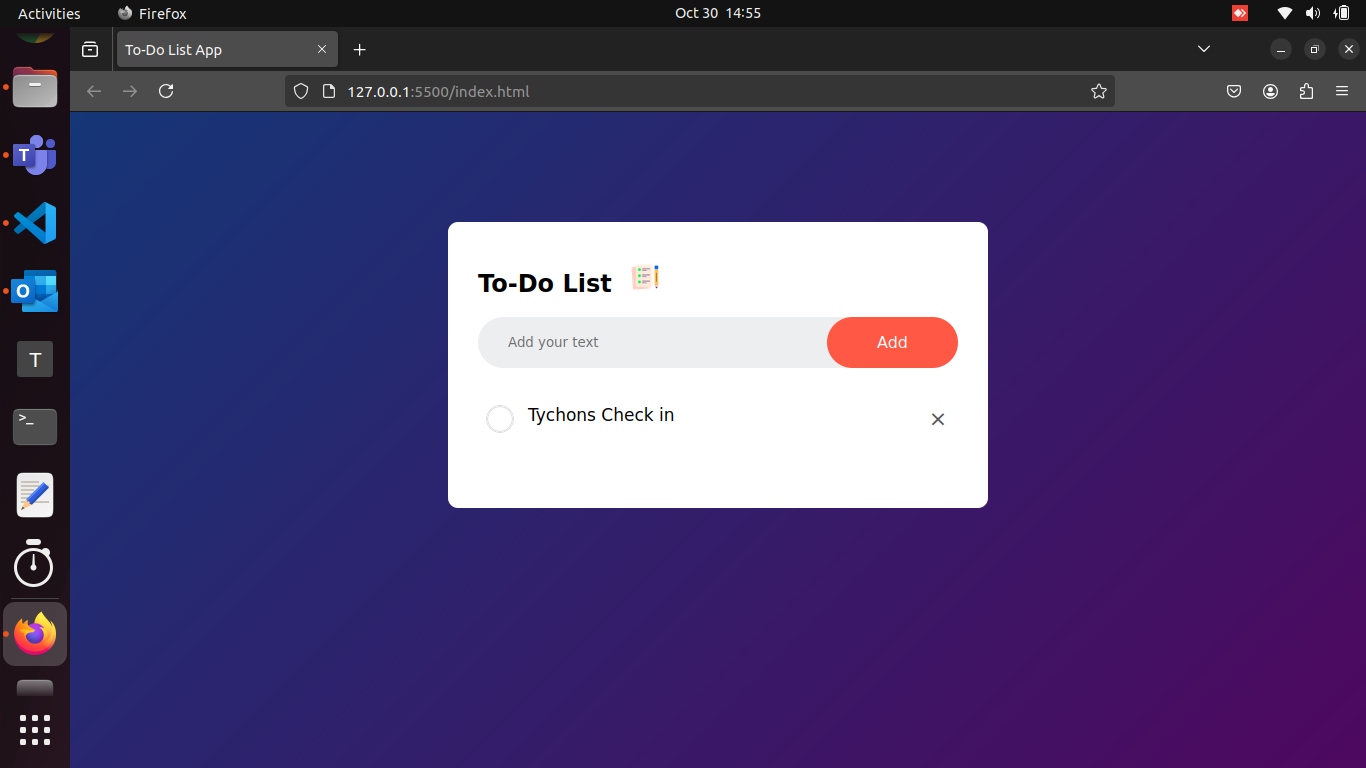 Activities
Firefox
Oct 30 14:55
To-Do List App
127.0.0.1:5500/index.html
T
O
T
>_
To-Do List
Add your text
Add
Tychons Check in